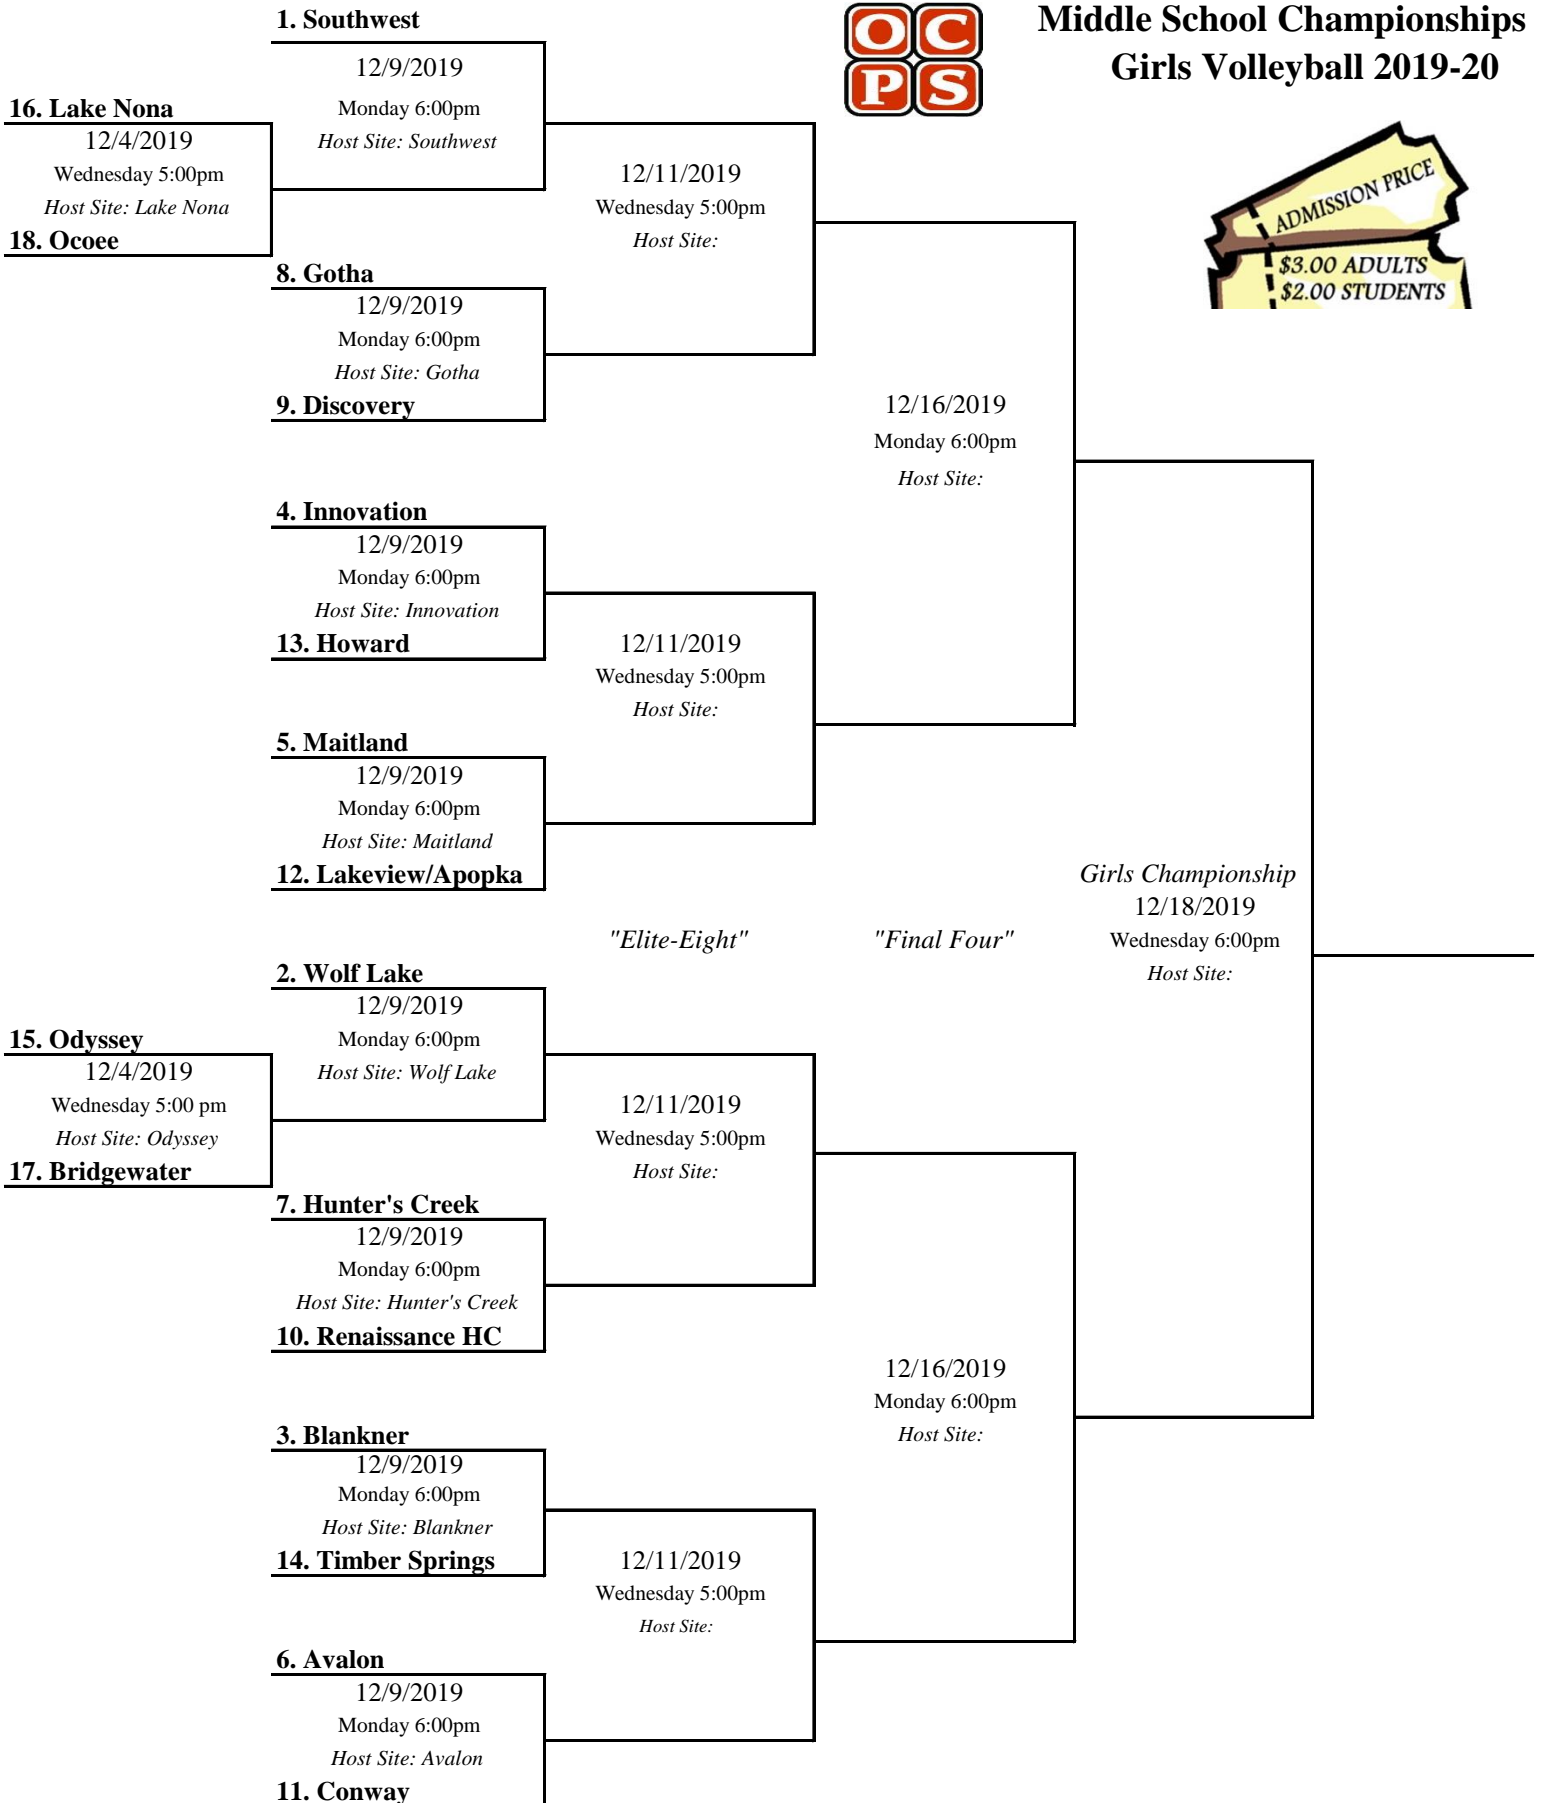 Middle School Championships
Girls Volleyball 2019-20
OC
PS
ADMISSION PRICE
$3.00 ADULTS
$2.00 STUDENTS
16. Lake Nona
12/4/2019
Wednesday 5:00pm
Host Site: Lake Nona
18. Ocoee
15. Odyssey
12/4/2019
Wednesday 5:00 pm
Host Site: Odyssey
17. Bridgewater
1. Southwest
12/9/2019
Monday 6:00pm
Host Site: Southwest
8. Gotha
12/9/2019
Monday 6:00pm
Host Site: Gotha
9. Discovery
4. Innovation
12/9/2019
Monday 6:00pm
Host Site: Innovation
13. Howard
5. Maitland
12/9/2019
Monday 6:00pm
Host Site: Maitland
12. Lakeview/Apopka
2. Wolf Lake
12/9/2019
Monday 6:00pm
Host Site: Wolf Lake
7. Hunter's Creek
12/9/2019
Monday 6:00pm
Host Site: Hunter's Creek
10. Renaissance HC
3. Blankner
12/9/2019
Monday 6:00pm
Host Site: Blankner
14. Timber Springs
6. Avalon
12/9/2019
Monday 6:00pm
Host Site: Avalon
11. Conway
12/11/2019
Wednesday 5:00pm
Host Site:
12/11/2019
Wednesday 5:00pm
Host Site:
"Elite-Eight"
12/11/2019
Wednesday 5:00pm
Host Site:
12/11/2019
Wednesday 5:00pm
Host Site:
12/16/2019
Monday 6:00pm
Host Site:
"Final Four"
12/16/2019
Monday 6:00pm
Host Site:
Girls Championship
12/18/2019
Wednesday 6:00pm
Host Site: